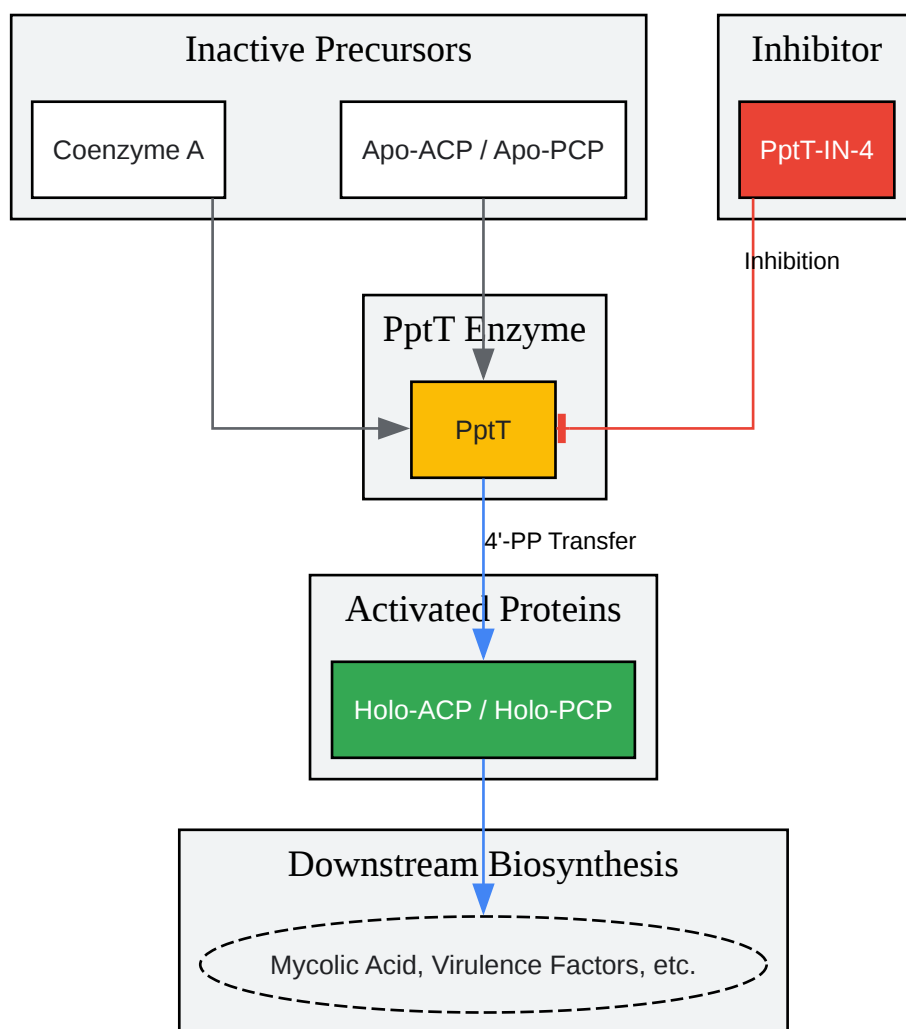 Inactive Precursors
Inhibitor
Coenzyme A
Apo-ACP / Apo-PCP
PptT-IN-4
Inhibition
PptT Enzyme
PptT
4'-PP Transfer
Activated Proteins
Holo-ACP / Holo-PCP
Downstream Biosynthesis
Mycolic Acid, Virulence Factors, etc.